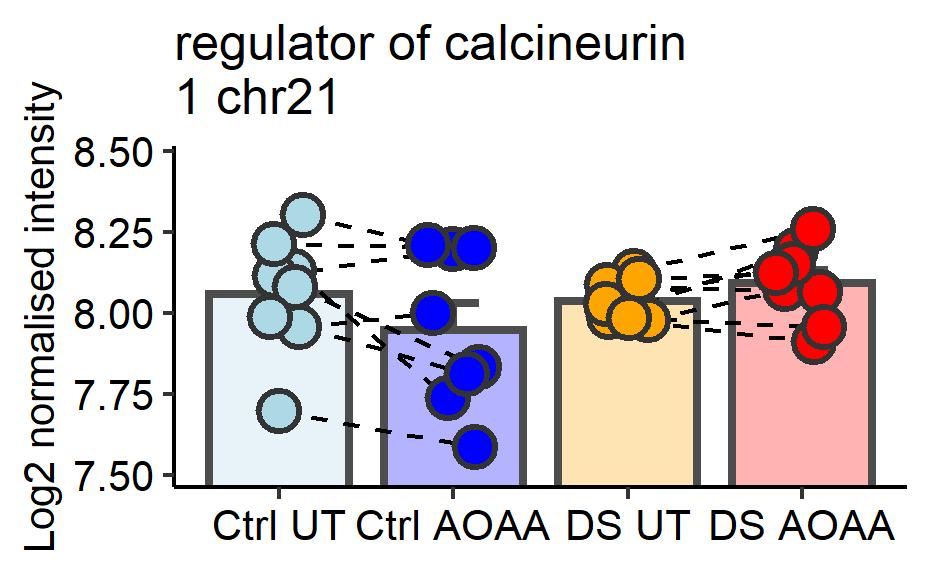 regulator of calcineurin
1 chr21
Log2 normalised intensity
8.50
8.25
8.00
7.75
7.50
Ctrl UT Ctrl AOAA DS UT DS AOAA